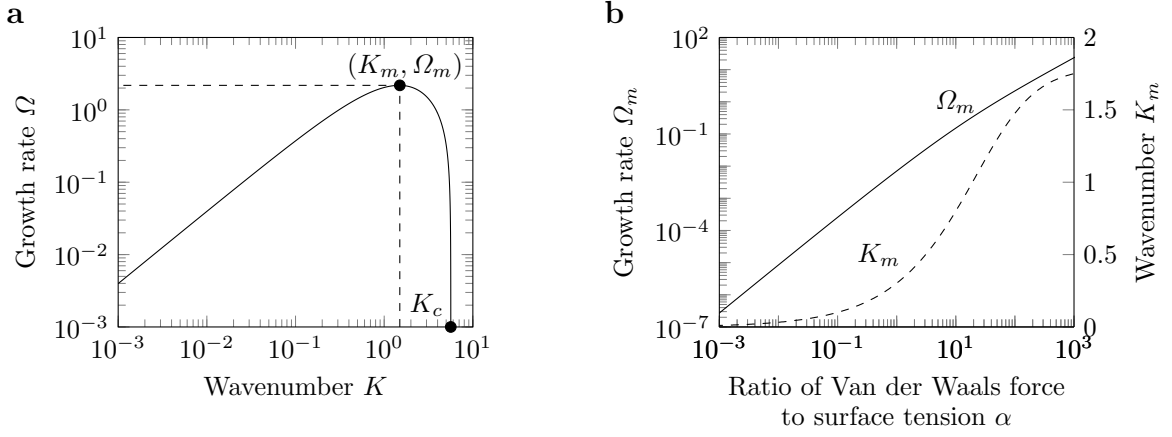 a
10^1
10^0
10^−1
10^−2
10^−3
10^−3
10^−2
10^−1
10^0
10^1
Growth rate Ω
Wavenumber K
(K_m, Ω_m)
K_c
b
10^2
10^−1
10^−4
10^−7
10^−3
10^−1
10^1
10^3
2
1.5
1
0.5
0
Growth rate Ω_m
Wavenumber K_m
Ω_m
K_m
Ratio of Van der Waals force
to surface tension α